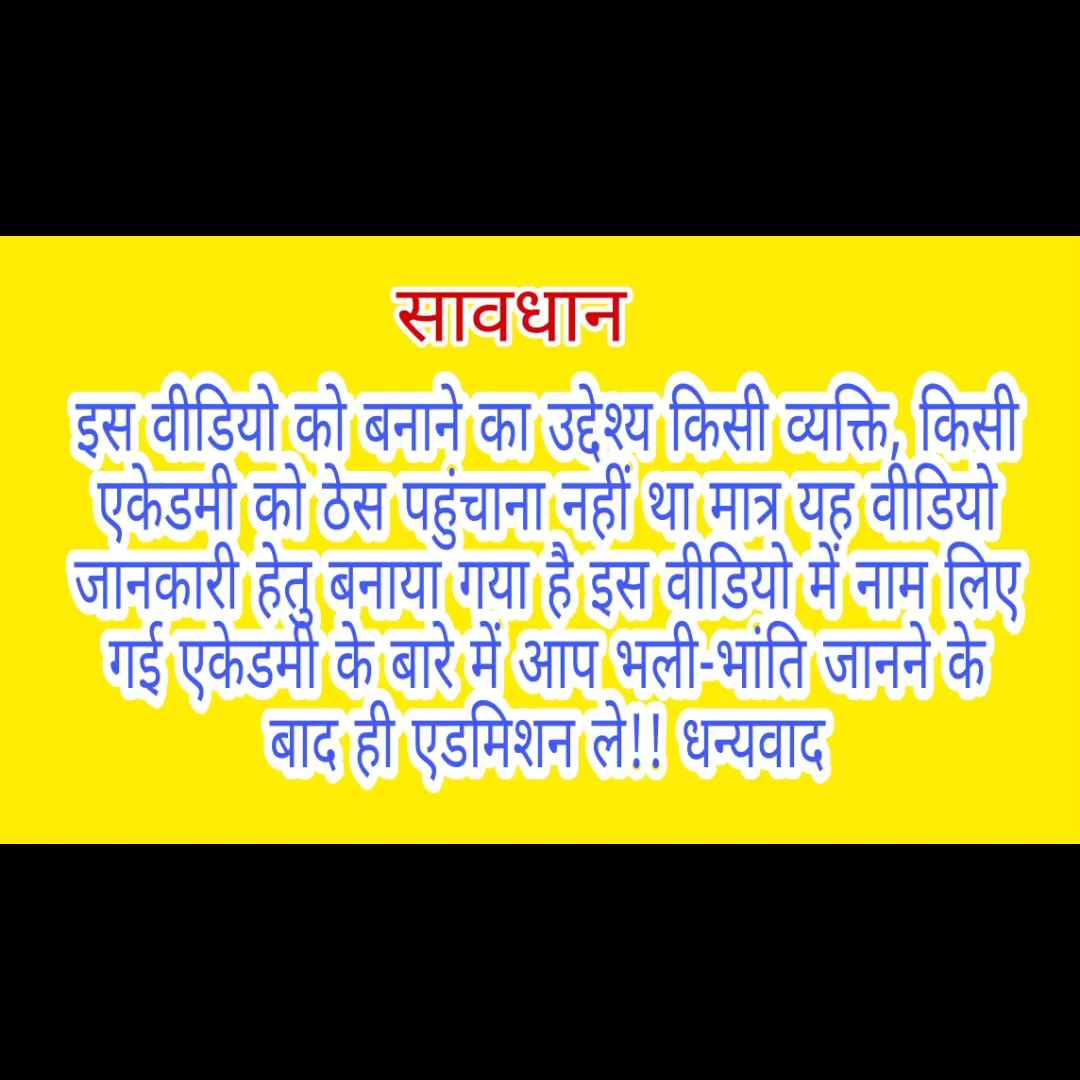 सावधान
इस वीडियो को बनाने का उद्देश्य किसी व्यक्ति, किसी
एकेडमी को ठेस पहुंचाना नहीं था मात्र यह वीडियो
जानकारी हेतु बनाया गया है इस वीडियो में नाम लिए
गई एकेडमी के बारे में आप भली-भांति जानने के
बाद ही एडमिशन ले!! धन्यवाद